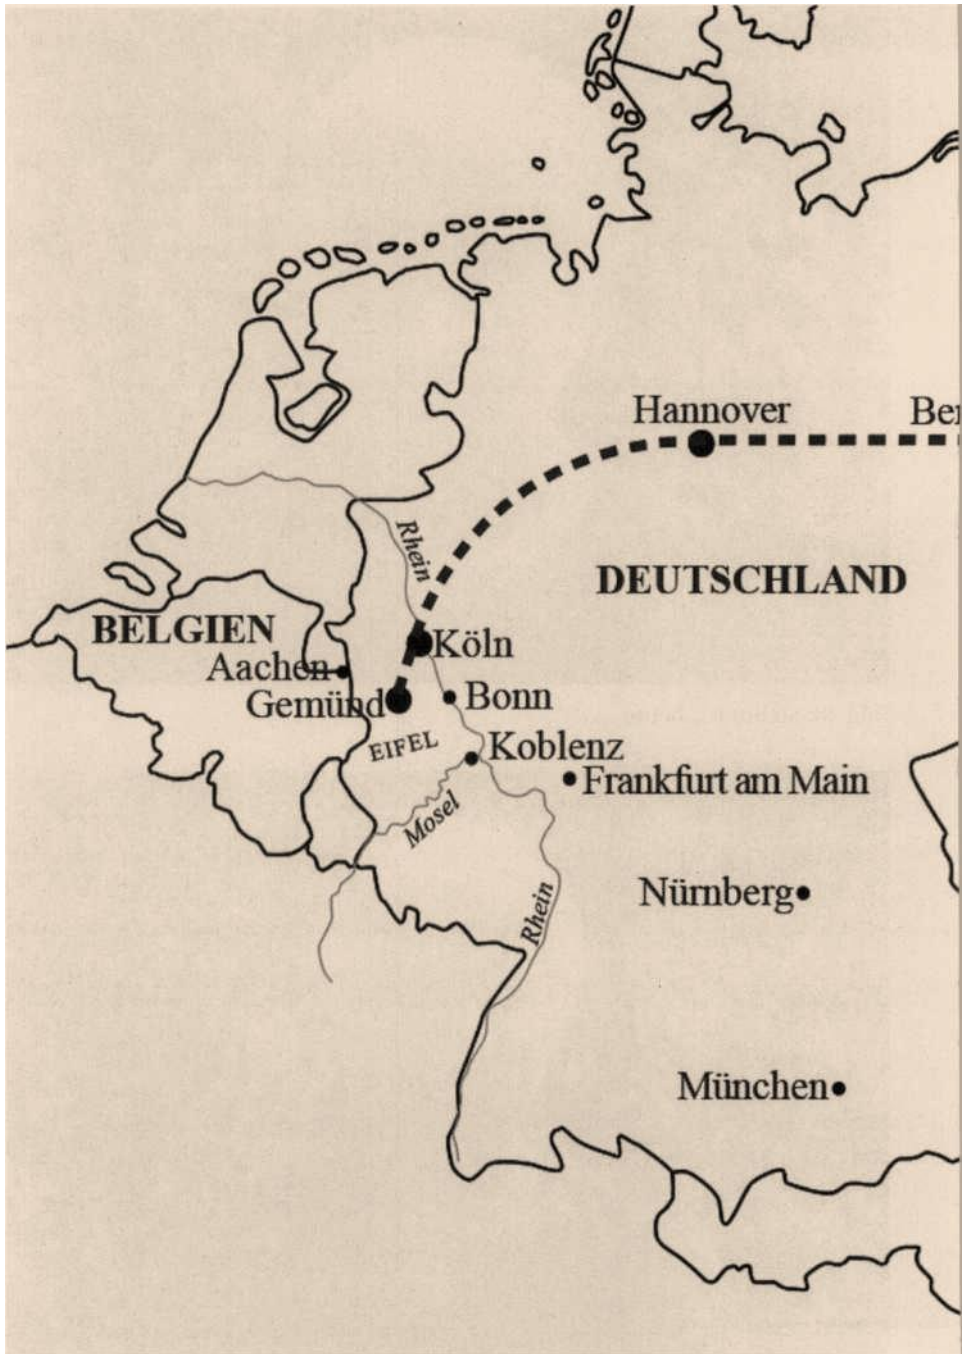 Hannover
Ber
Rhein
DEUTSCHLAND
BELGIEN
Köln
Aachen
Gemünd
Bonn
EIFEL
Koblenz
Frankfurt am Main
Mosel
Nürnberg
Rhein
München